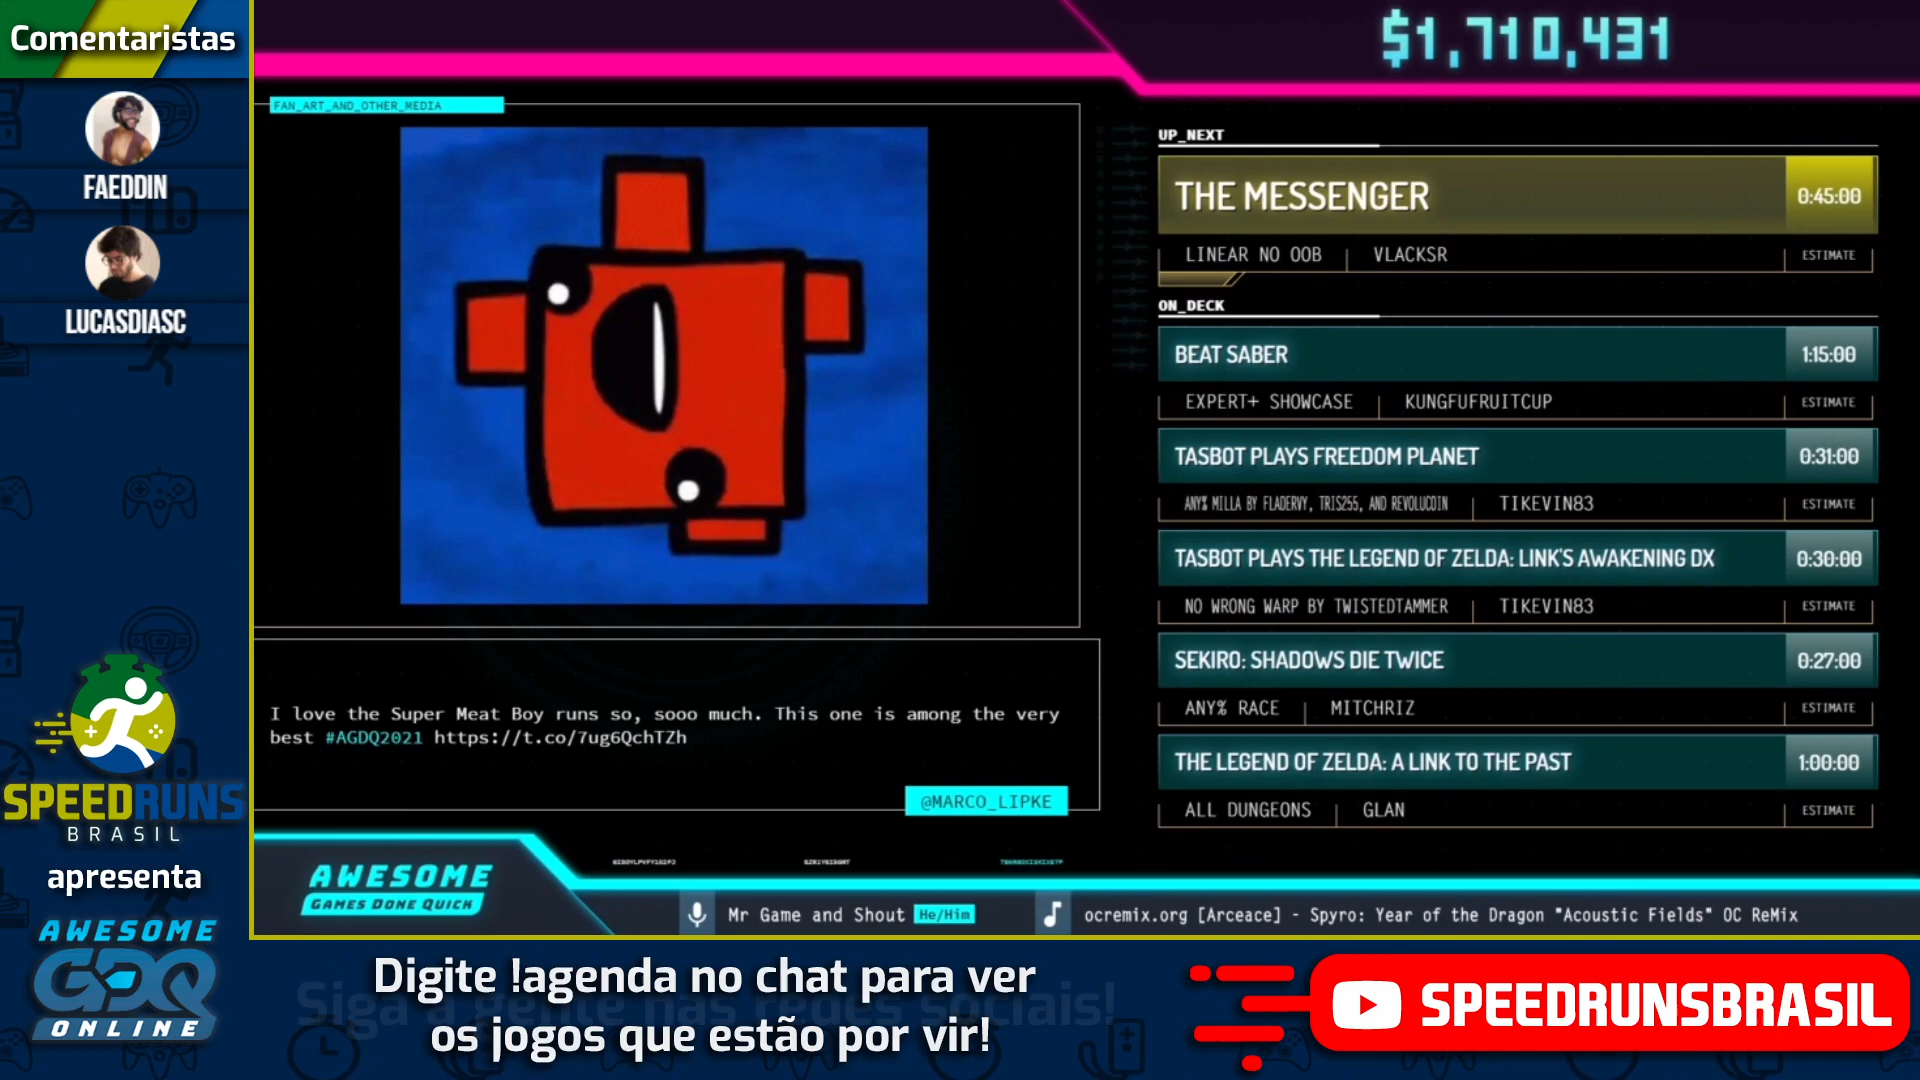 Comentaristas
FAEDDIN
LUCASDIASC
SPEEDRUNS
BRASIL
apresenta
AWESOME
GDQ
ONLINE
$1,710,431
FAN_ART_AND_OTHER_MEDIA
I love the Super Meat Boy runs so, sooo much. This one is among the very
best #AGDQ2021 https://t.co/7ug6QchTZh
@MARCO_LIPKE
UP_NEXT
THE MESSENGER 0:45:00
LINEAR NO OOB VLACKSR ESTIMATE
ON_DECK
BEAT SABER 1:15:00
EXPERT+ SHOWCASE KUNGFUFRUITCUP ESTIMATE
TASBOT PLAYS FREEDOM PLANET 0:31:00
ANY% MILLA BY FLADERVY, TRIS255, AND REVOLUCOIN TIKEVIN83 ESTIMATE
TASBOT PLAYS THE LEGEND OF ZELDA: LINK'S AWAKENING DX 0:30:00
NO WRONG WARP BY TWISTEDTAMMER TIKEVIN83 ESTIMATE
SEKIRO: SHADOWS DIE TWICE 0:27:00
ANY% RACE MITCHRIZ ESTIMATE
THE LEGEND OF ZELDA: A LINK TO THE PAST 1:00:00
ALL DUNGEONS GLAN ESTIMATE
AWESOME
GAMES DONE QUICK
Mr Game and Shout He/Him
ocremix.org [Arceace] - Spyro: Year of the Dragon "Acoustic Fields" OC ReMix
Digite !agenda no chat para ver
os jogos que estão por vir!
Siga a gente nas redes sociais!
SPEEDRUNSBRASIL